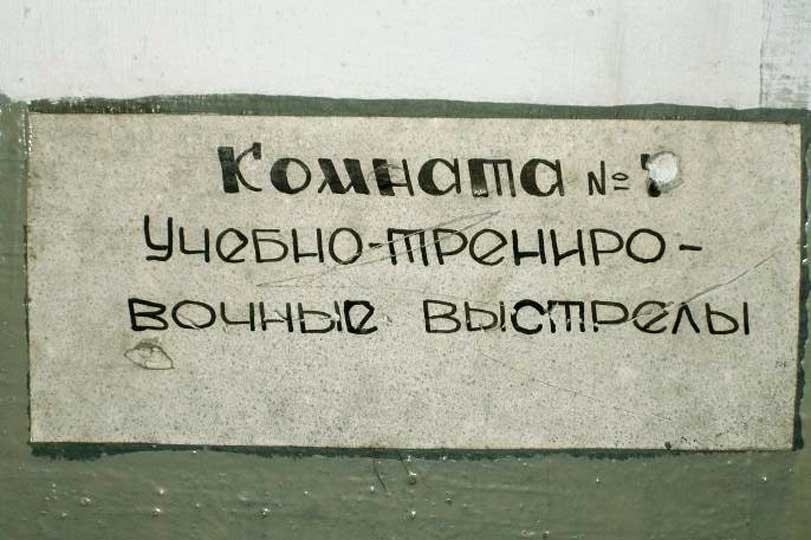 Комната №
Учебно-трениро-
вочные выстрелы